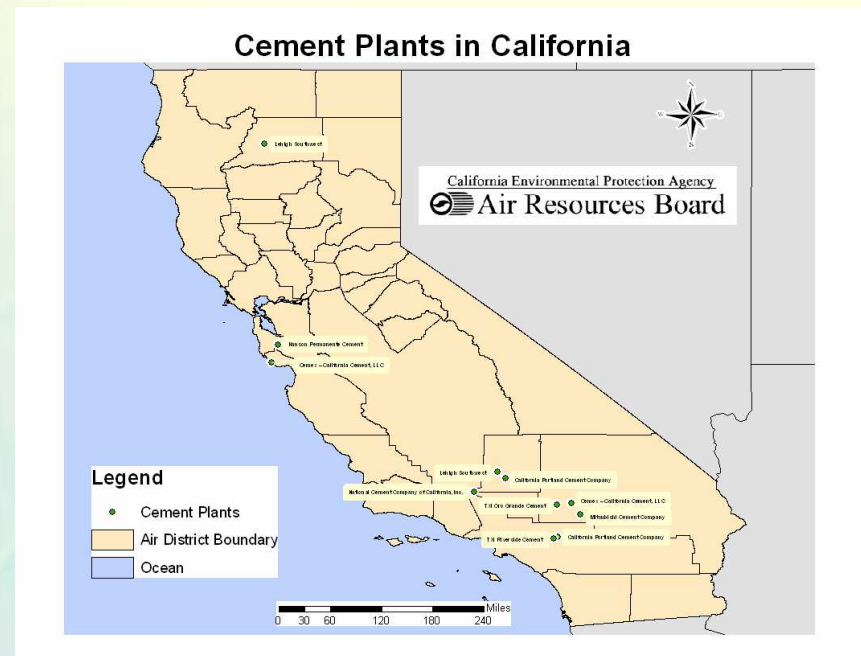 Cement Plants in California
N
W
E
Lehigh Southwest
California Environmental Protection Agency
Air Resources Board
Hanson Permanente Cement
Cemex – California Cement, LLC
Lehigh Southwest
California Portland Cement Company
National Cement Company of California, Inc.
Cemex – California Cement, LLC
TXI Oro Grande Cement
Mitsubishi Cement Company
TXI Riverside Cement
California Portland Cement Company
Legend
Cement Plants
Air District Boundary
Ocean
Miles
0 30 60 120 180 240